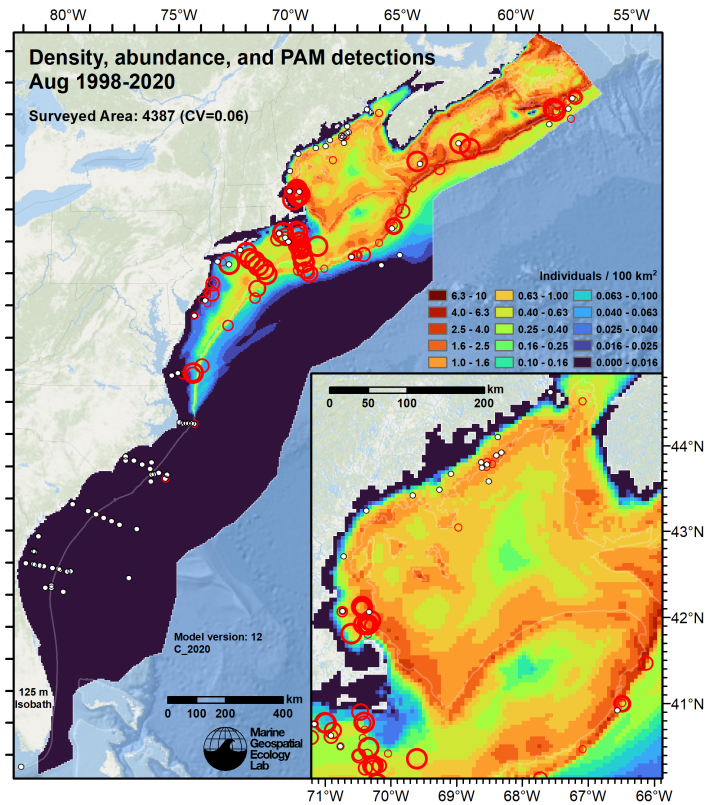 80°W 75°W 70°W 65°W 60°W 55°W
Density, abundance, and PAM detections
Aug 1998-2020
Surveyed Area: 4387 (CV=0.06)
Individuals / 100 km2
6.3 - 10 0.63 - 1.00 0.063 - 0.100
4.0 - 6.3 0.40 - 0.63 0.040 - 0.063
2.5 - 4.0 0.25 - 0.40 0.025 - 0.040
1.6 - 2.5 0.16 - 0.25 0.016 - 0.025
1.0 - 1.6 0.10 - 0.16 0.000 - 0.016
km
0 50 100 200
44°N
43°N
42°N
41°N
Model version: 12
C_2020
125 m
Isobath
km
0 100 200 400
Marine
Geospatial
Ecology
Lab
71°W 70°W 69°W 68°W 67°W 66°W